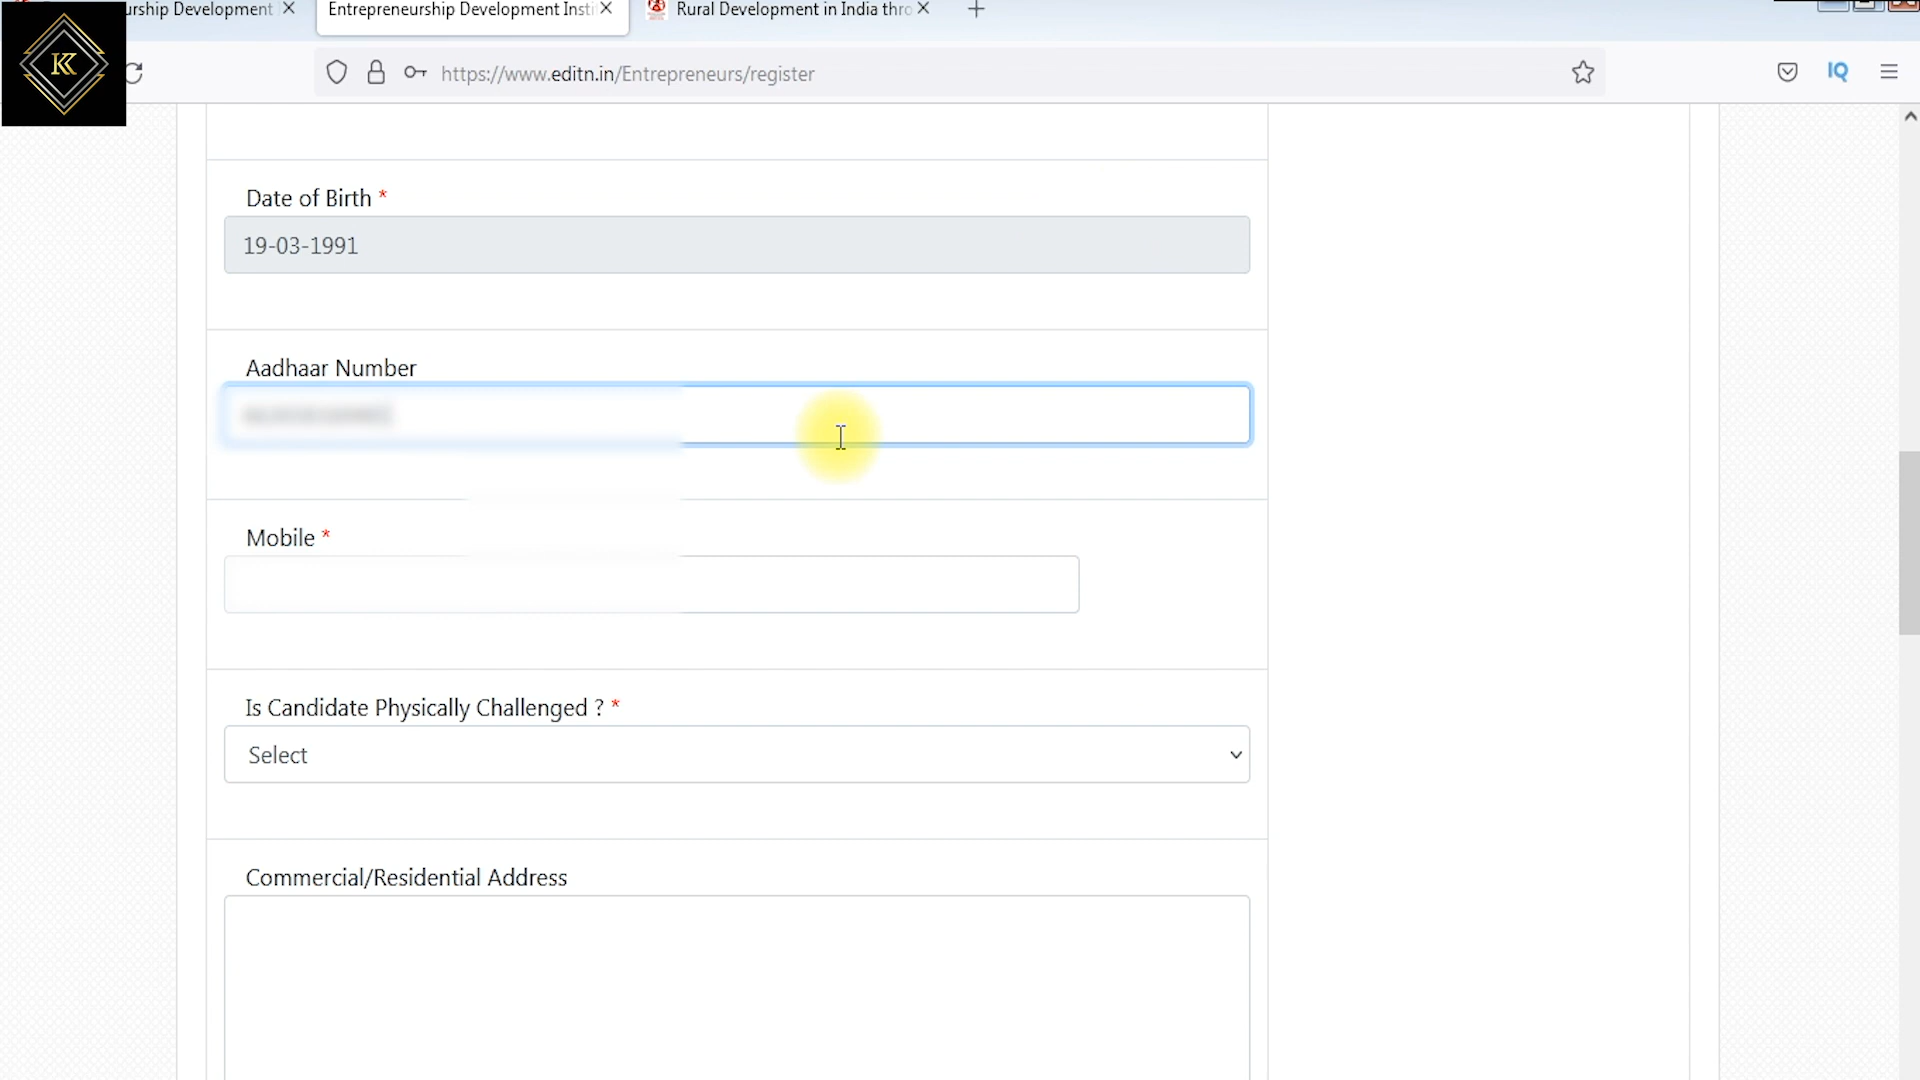 urship Development
Entrepreneurship Development Insti
Rural Development in India thro
KK
https://www.editn.in/Entrepreneurs/register
IQ
Date of Birth *
19-03-1991
Aadhaar Number
Mobile *
Is Candidate Physically Challenged ? *
Select
Commercial/Residential Address